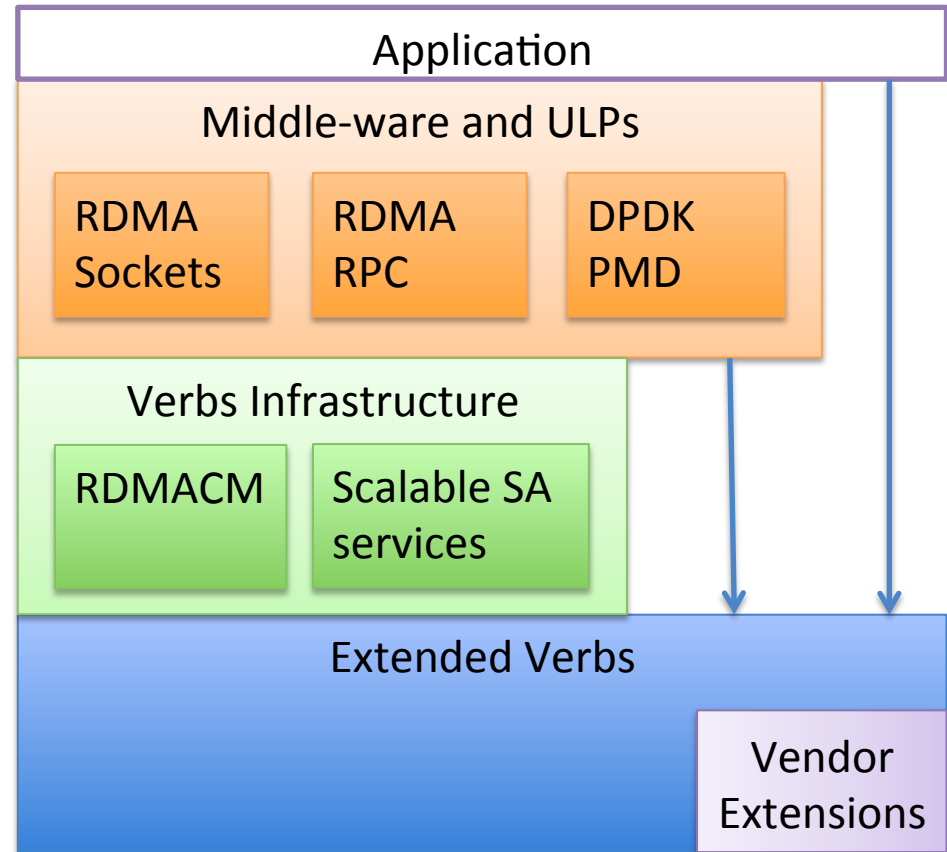 Application
Middle-ware and ULPs
RDMA
Sockets
RDMA
RPC
DPDK
PMD
Verbs Infrastructure
RDMACM
Scalable SA
services
Extended Verbs
Vendor
Extensions